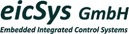 eicSys GmbH
Embedded Integrated Control Systems